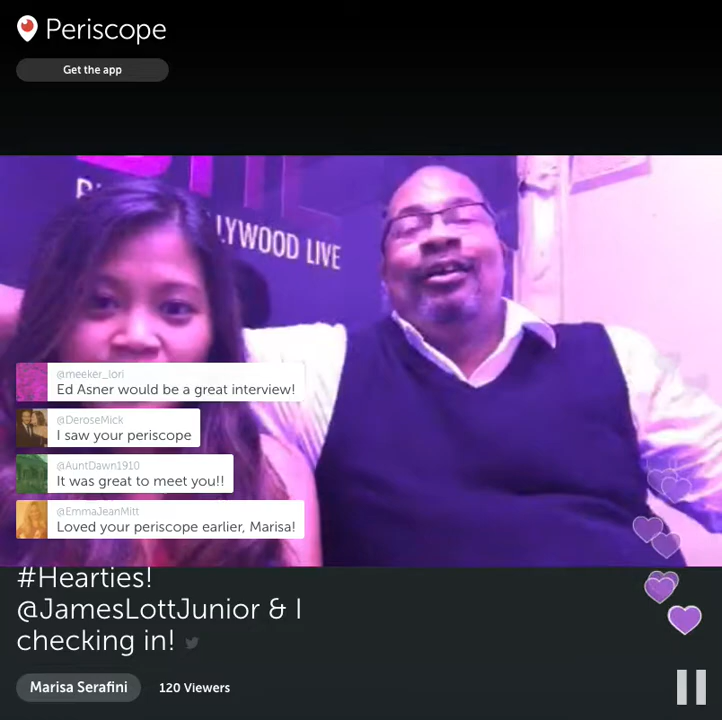 Periscope
Get the app
LYWOOD LIVE
@meeker_lori
Ed Asner would be a great interview!
@DeroseMick
I saw your periscope
@AuntDawn1910
It was great to meet you!!
@EmmaJeanMitt
Loved your periscope earlier, Marisa!
#Hearties!
@JamesLottJunior & I
checking in!
Marisa Serafini
120 Viewers